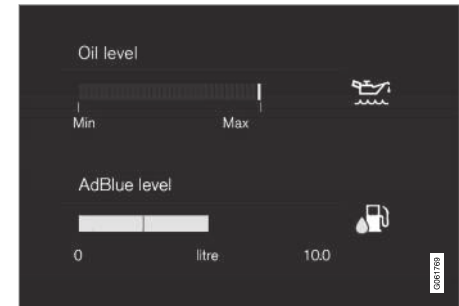 Oil level
Min Max
AdBlue level
0 litre 10.0
G061769